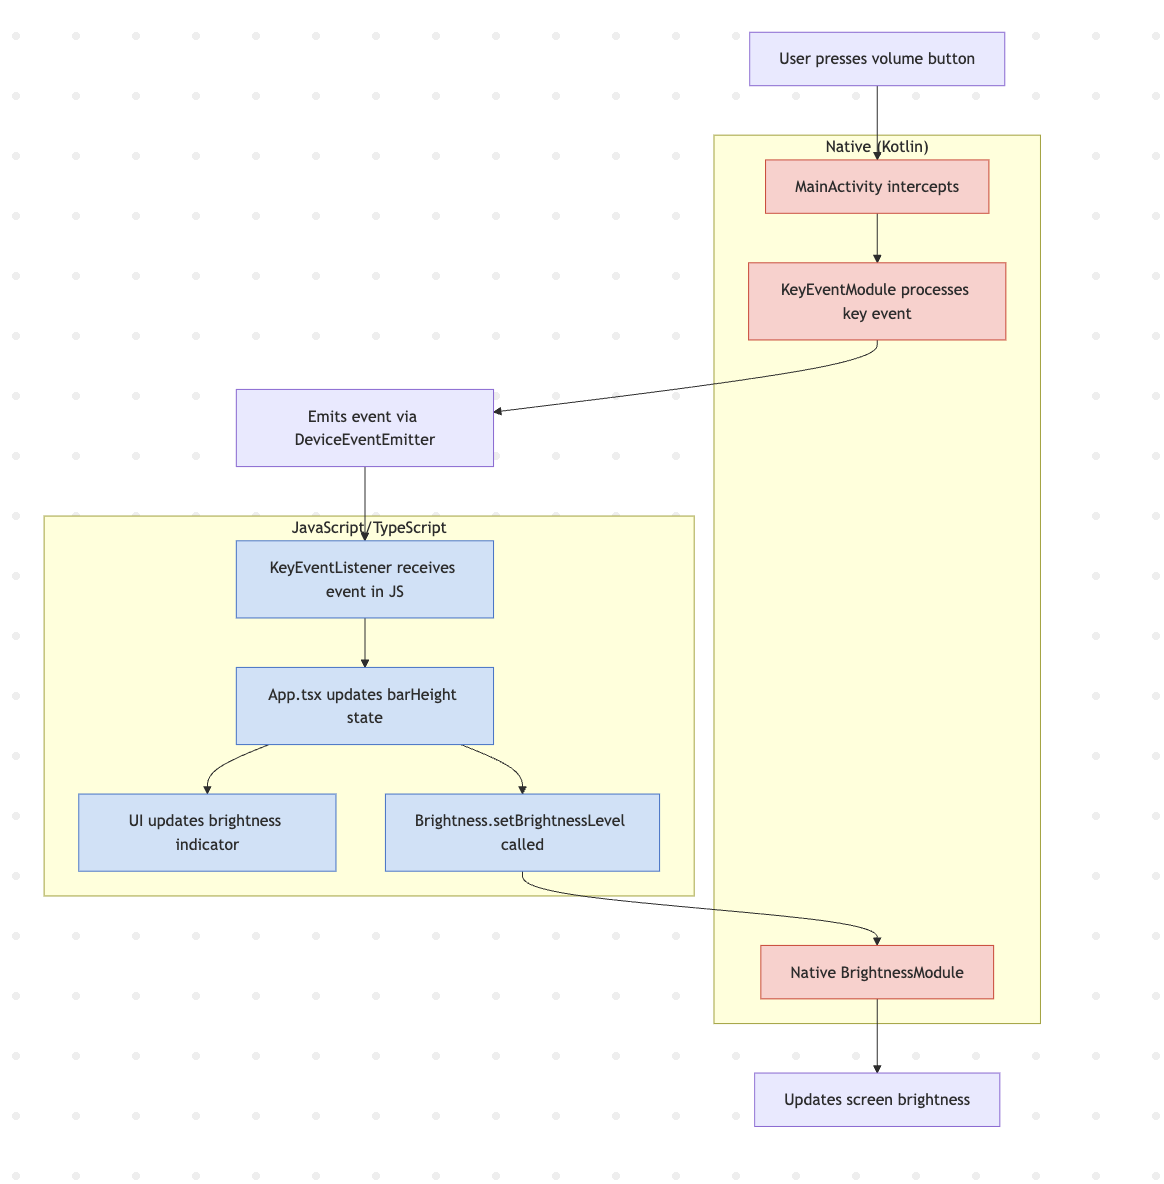 User presses volume button
Native (Kotlin)
MainActivity intercepts
KeyEventModule processes
key event
Emits event via
DeviceEventEmitter
JavaScript/TypeScript
KeyEventListener receives
event in JS
App.tsx updates barHeight
state
UI updates brightness
indicator
Brightness.setBrightnessLevel
called
Native BrightnessModule
Updates screen brightness